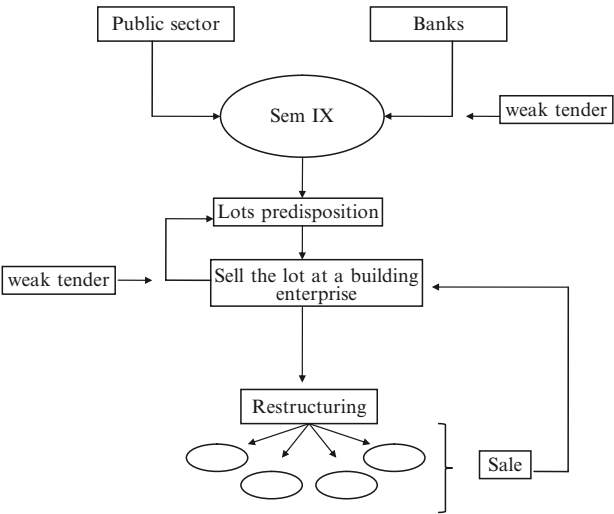 Public sector
Banks
Sem IX
weak tender
Lots predisposition
weak tender
Sell the lot at a building
enterprise
Restructuring
Sale